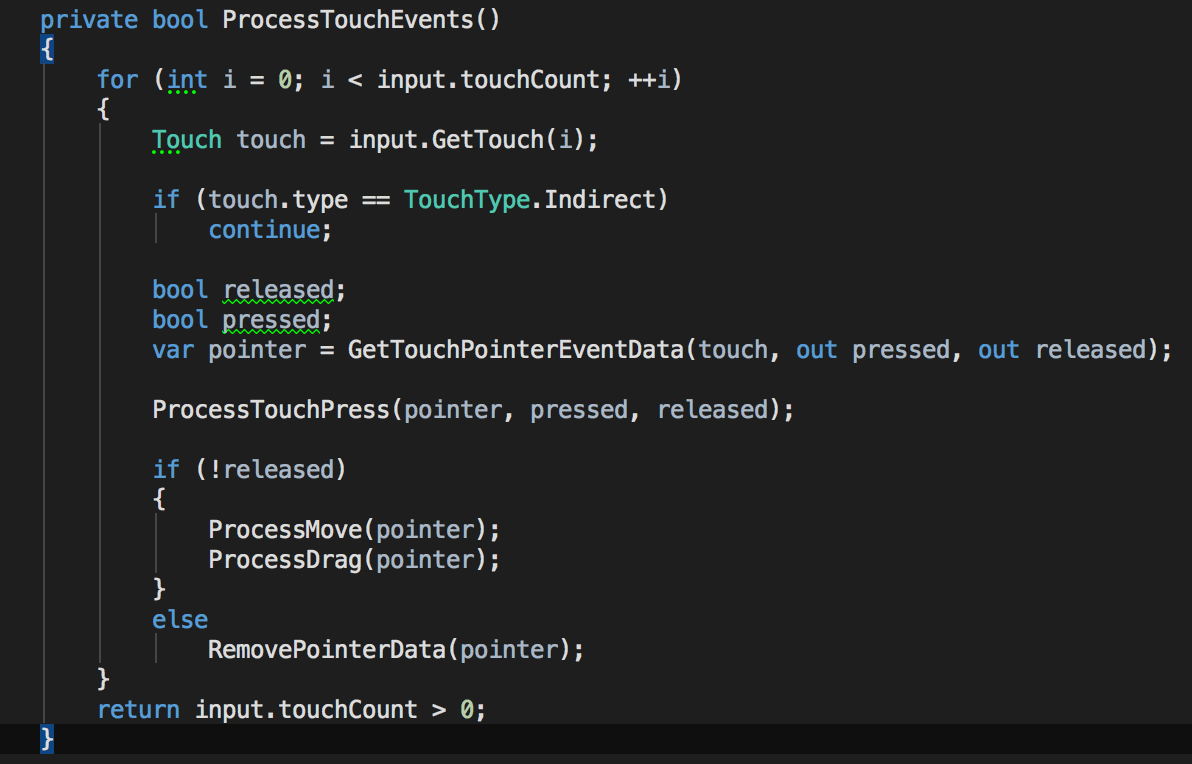 private bool ProcessTouchEvents()
{
for (int i = 0; i < input.touchCount; ++i)
{
Touch touch = input.GetTouch(i);
if (touch.type == TouchType.Indirect)
continue;
bool released;
bool pressed;
var pointer = GetTouchPointerEventData(touch, out pressed, out released);
ProcessTouchPress(pointer, pressed, released);
if (!released)
{
ProcessMove(pointer);
ProcessDrag(pointer);
}
else
RemovePointerData(pointer);
}
return input.touchCount > 0;
}